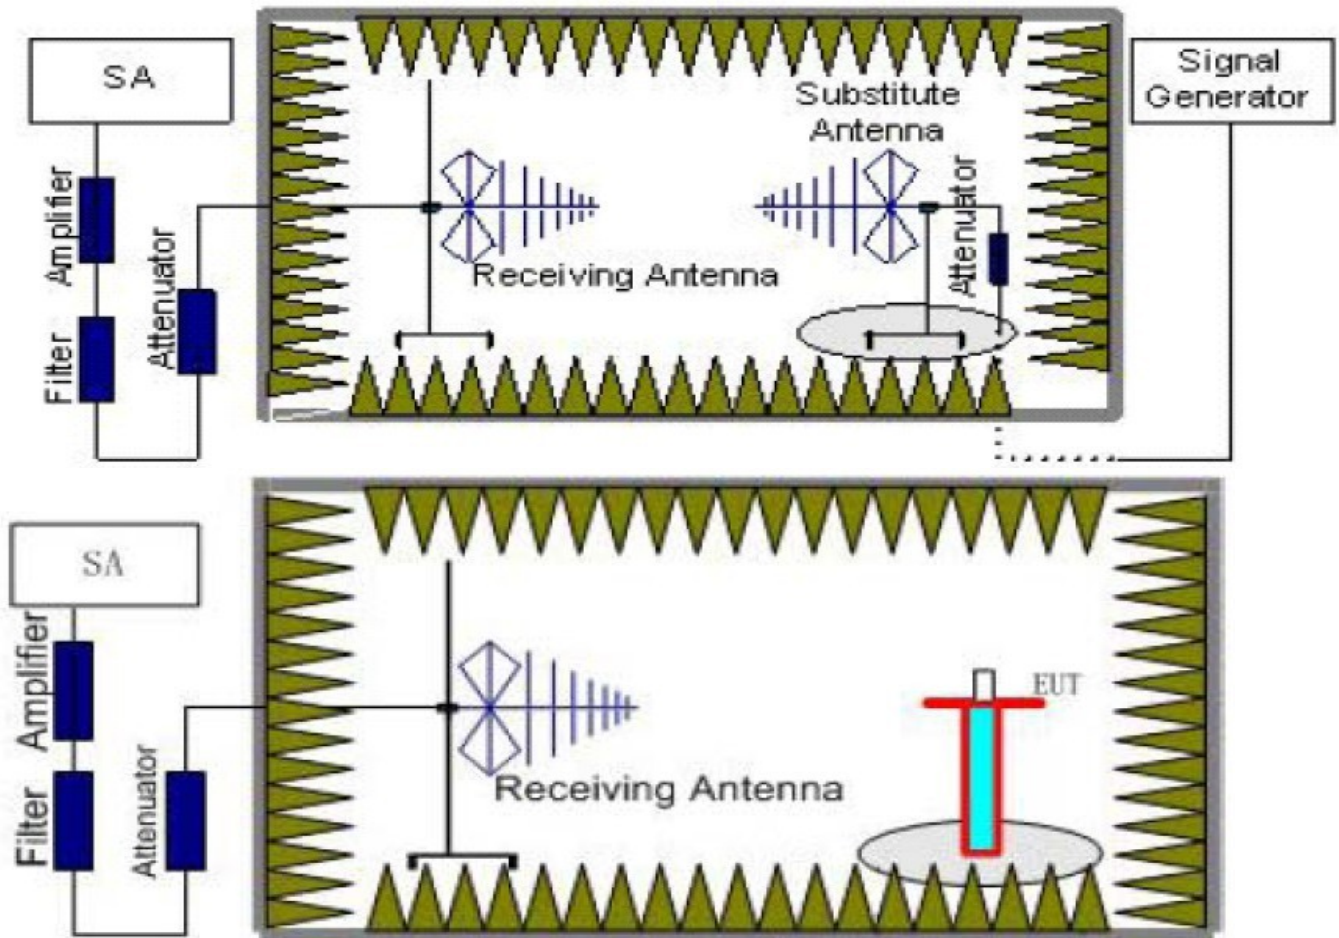 SA
Signal
Generator
Substitute
Antenna
Amplifier
Attenuator
Attenuator
Receiving Antenna
Filter
SA
Amplifier
EUT
Receiving Antenna
Filter
Attenuator